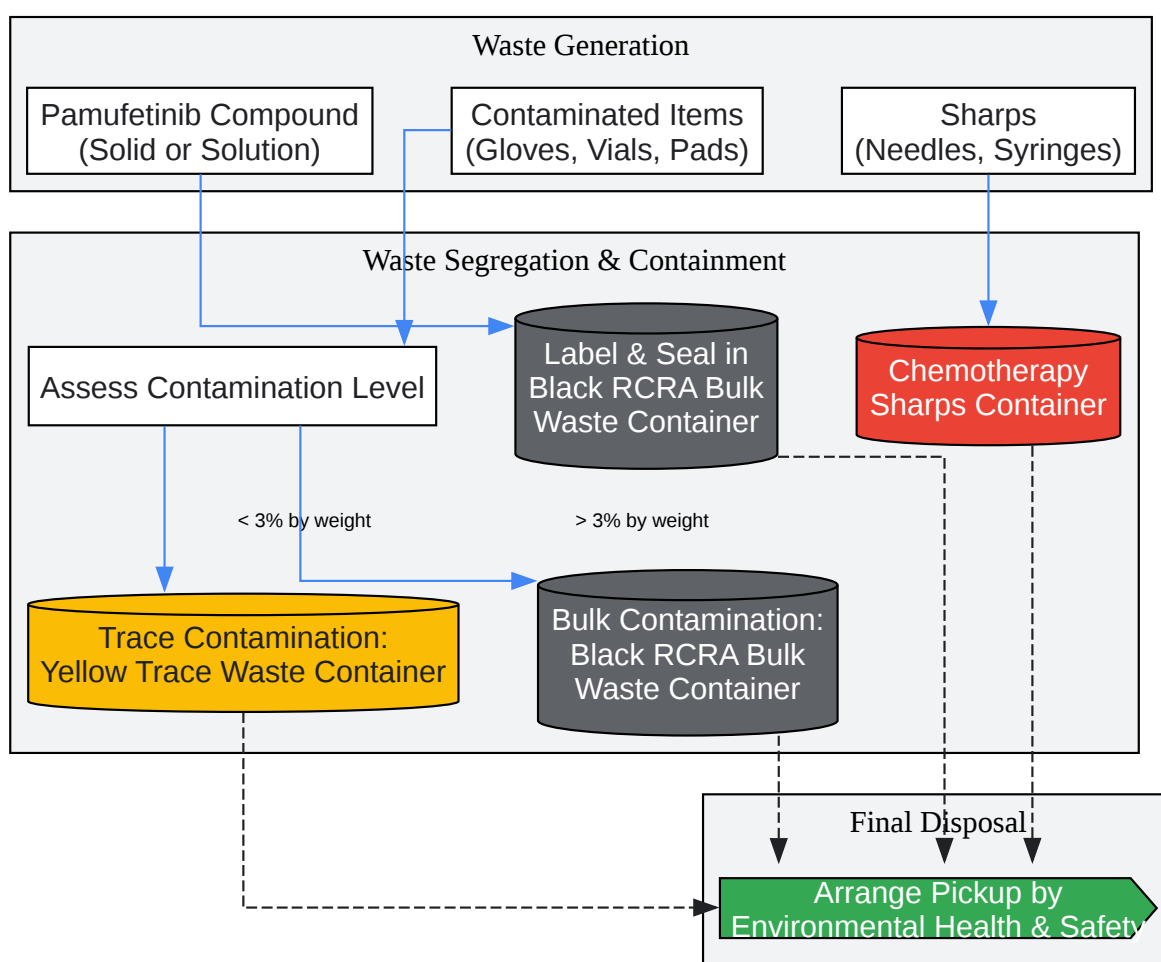 Waste Generation
Pamufetinib Compound
(Solid or Solution)
Contaminated Items
(Gloves, Vials, Pads)
Sharps
(Needles, Syringes)
Waste Segregation & Containment
Label & Seal in
Black RCRA Bulk
Waste Container
Chemotherapy
Sharps Container
Assess Contamination Level
< 3% by weight
> 3% by weight
Trace Contamination:
Yellow Trace Waste Container
Bulk Contamination:
Black RCRA Bulk
Waste Container
Final Disposal
Arrange Pickup by
Environmental Health & Safety